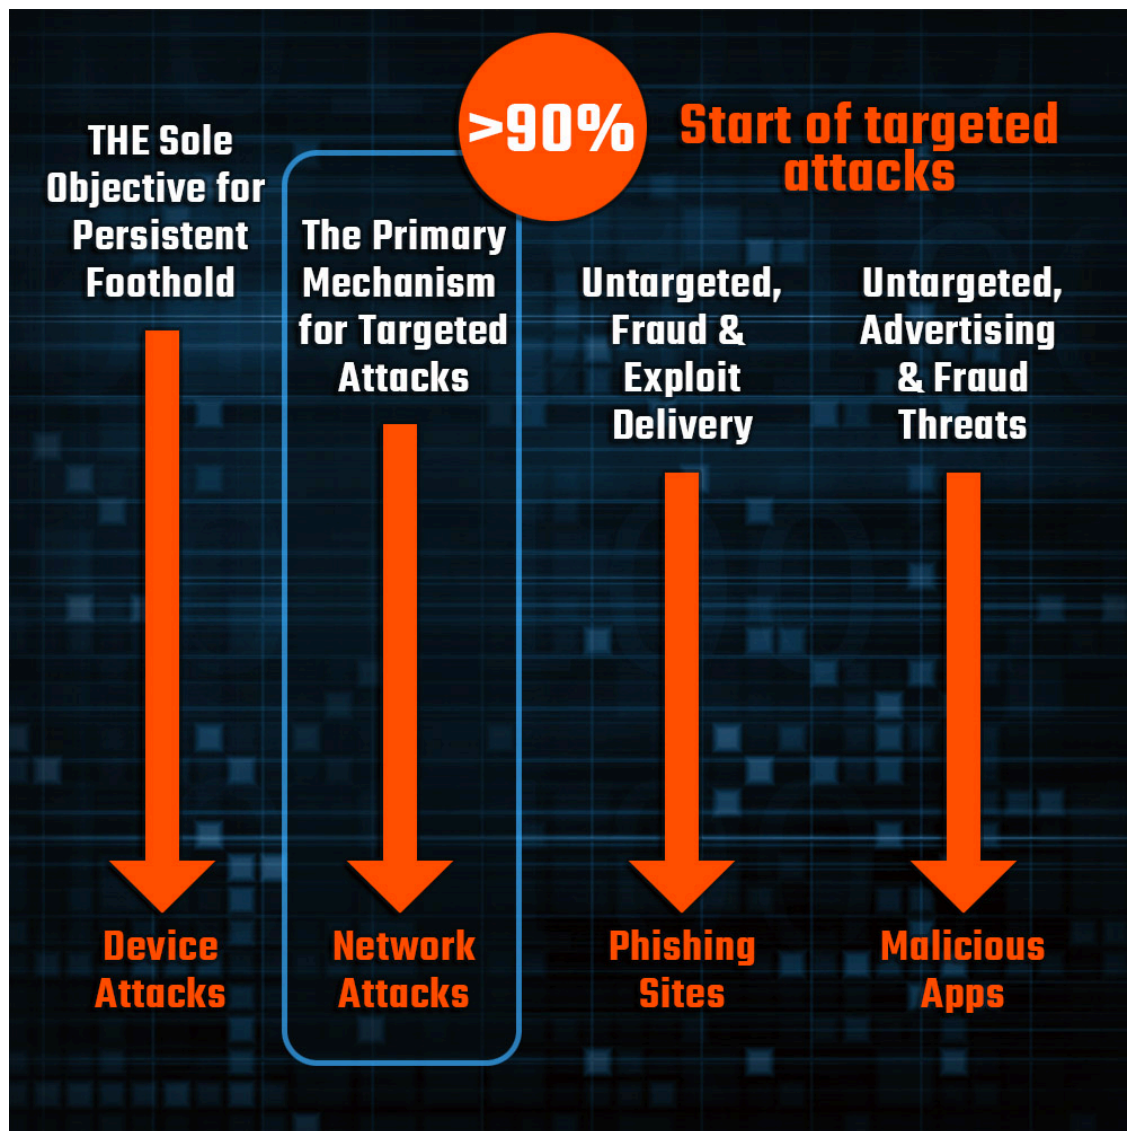 >90%
Start of targeted
attacks
THE Sole
Objective for
Persistent
Foothold
The Primary
Mechanism
for Targeted
Attacks
Untargeted,
Fraud &
Exploit
Delivery
Untargeted,
Advertising
& Fraud
Threats
Device
Attacks
Network
Attacks
Phishing
Sites
Malicious
Apps